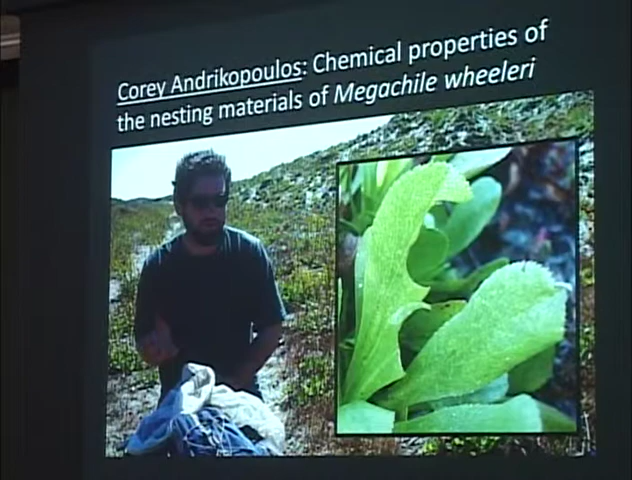 Corey Andrikopoulos: Chemical properties of
the nesting materials of Megachile wheeleri